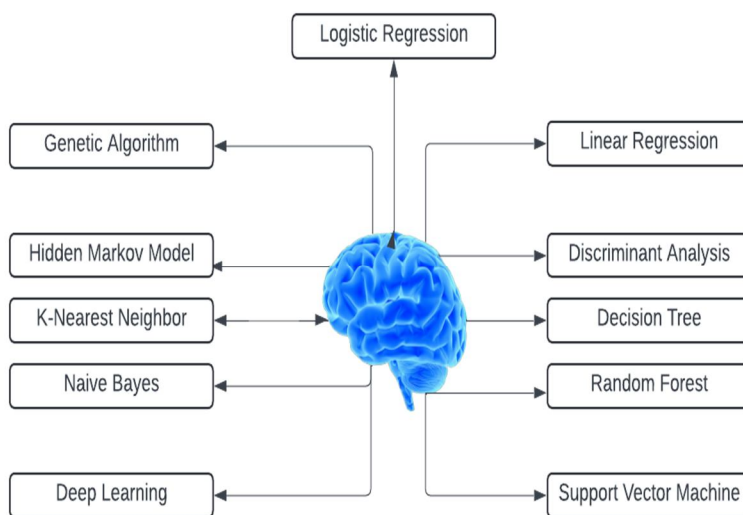 Logistic Regression
Genetic Algorithm
Linear Regression
Hidden Markov Model
Discriminant Analysis
K-Nearest Neighbor
Decision Tree
Naive Bayes
Random Forest
Deep Learning
Support Vector Machine